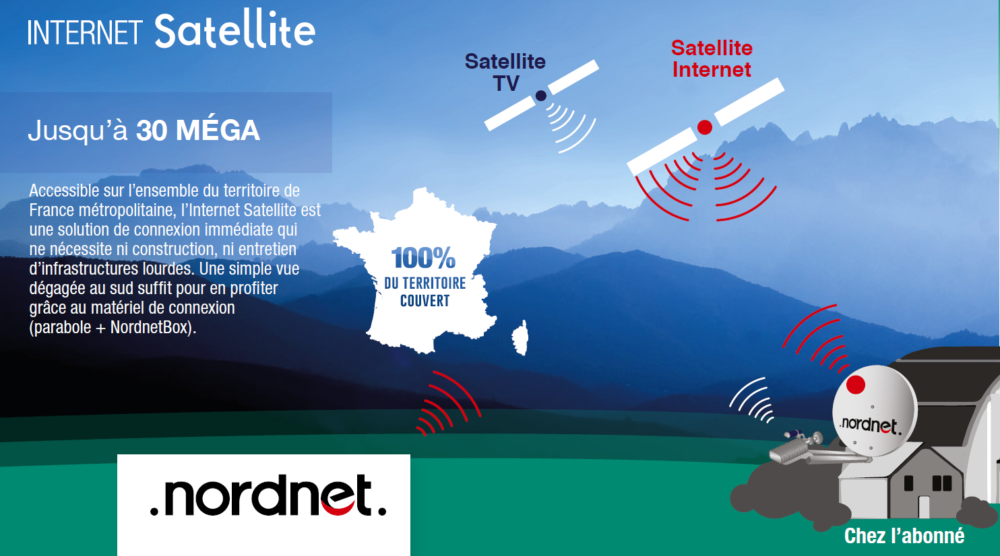 INTERNET Satellite
Satellite
TV
Satellite
Internet
Jusqu'à 30 MÉGA
Accessible sur l'ensemble du territoire de
France métropolitaine, l'Internet Satellite est
une solution de connexion immédiate qui
ne nécessite ni construction, ni entretien
d'infrastructures lourdes. Une simple vue
dégagée au sud suffit pour en profiter
grâce au matériel de connexion
(parabole + NordnetBox).
100%
DU TERRITOIRE
COUVERT
.nordnet.
.nordnet.
Chez l'abonné